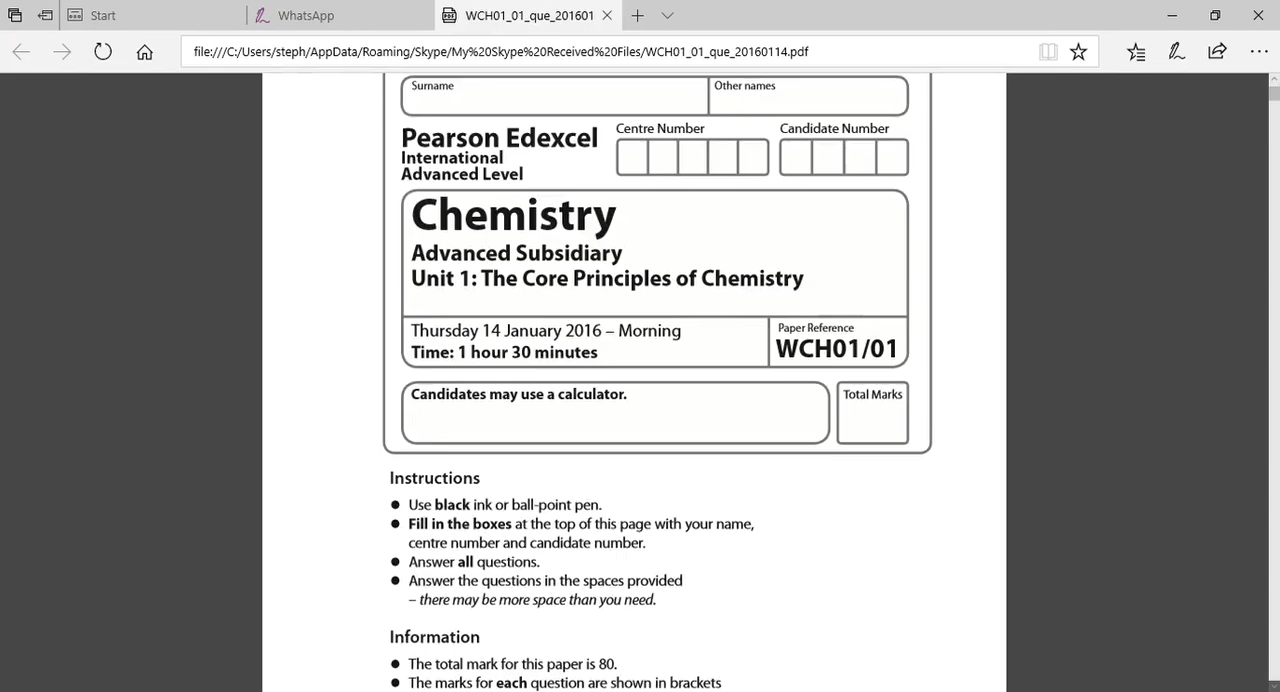 Start
WhatsApp
WCH01_01_que_201601
file:///C:/Users/steph/AppData/Roaming/Skype/My%20Skype%20Received%20Files/WCH01_01_que_20160114.pdf
Surname
Other names
Pearson Edexcel
International
Advanced Level
Centre Number
Candidate Number
Chemistry
Advanced Subsidiary
Unit 1: The Core Principles of Chemistry
Thursday 14 January 2016 – Morning
Time: 1 hour 30 minutes
Paper Reference
WCH01/01
Candidates may use a calculator.
Total Marks
Instructions
● Use black ink or ball-point pen.
● Fill in the boxes at the top of this page with your name,
centre number and candidate number.
● Answer all questions.
● Answer the questions in the spaces provided
– there may be more space than you need.
Information
● The total mark for this paper is 80.
● The marks for each question are shown in brackets